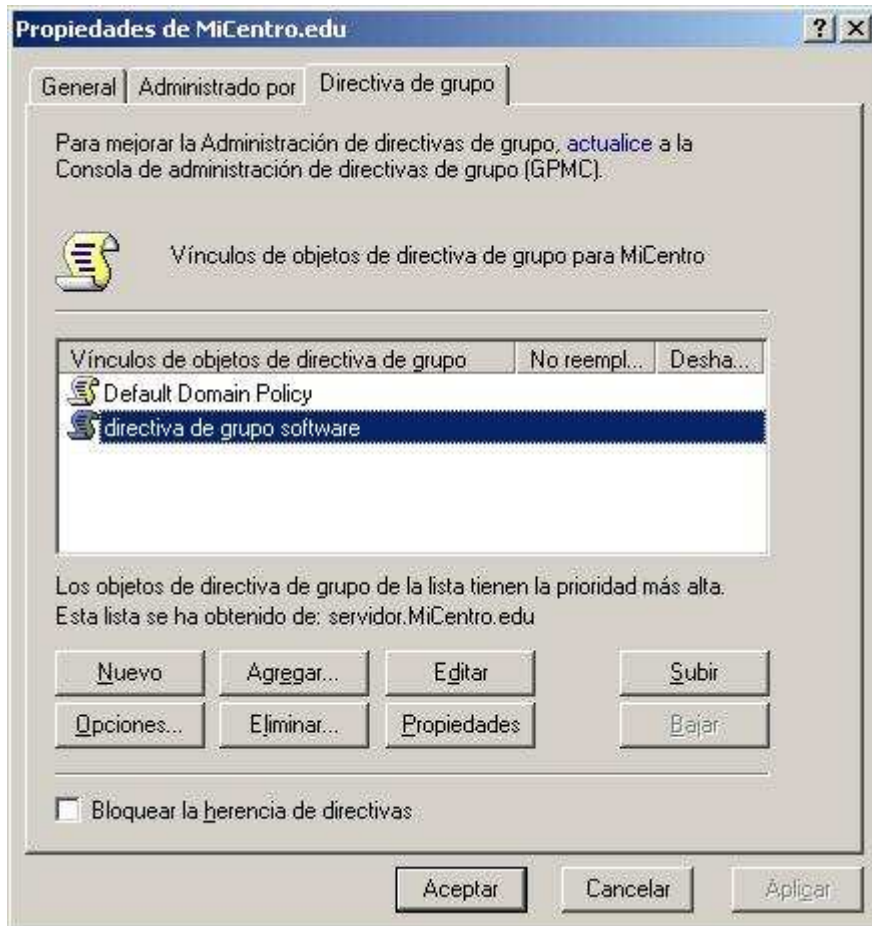 Propiedades de MiCentro.edu
General Administrado por Directiva de grupo
Para mejorar la Administración de directivas de grupo, actualice a la
Consola de administración de directivas de grupo (GPMC).
Vínculos de objetos de directiva de grupo para MiCentro
Vínculos de objetos de directiva de grupo No reempl... Desha...
Default Domain Policy
directiva de grupo software
Los objetos de directiva de grupo de la lista tienen la prioridad más alta.
Esta lista se ha obtenido de: servidor.MiCentro.edu
Nuevo Agregar... Editar Subir
Opciones... Eliminar... Propiedades Bajar
Bloquear la herencia de directivas
Aceptar Cancelar Aplicar